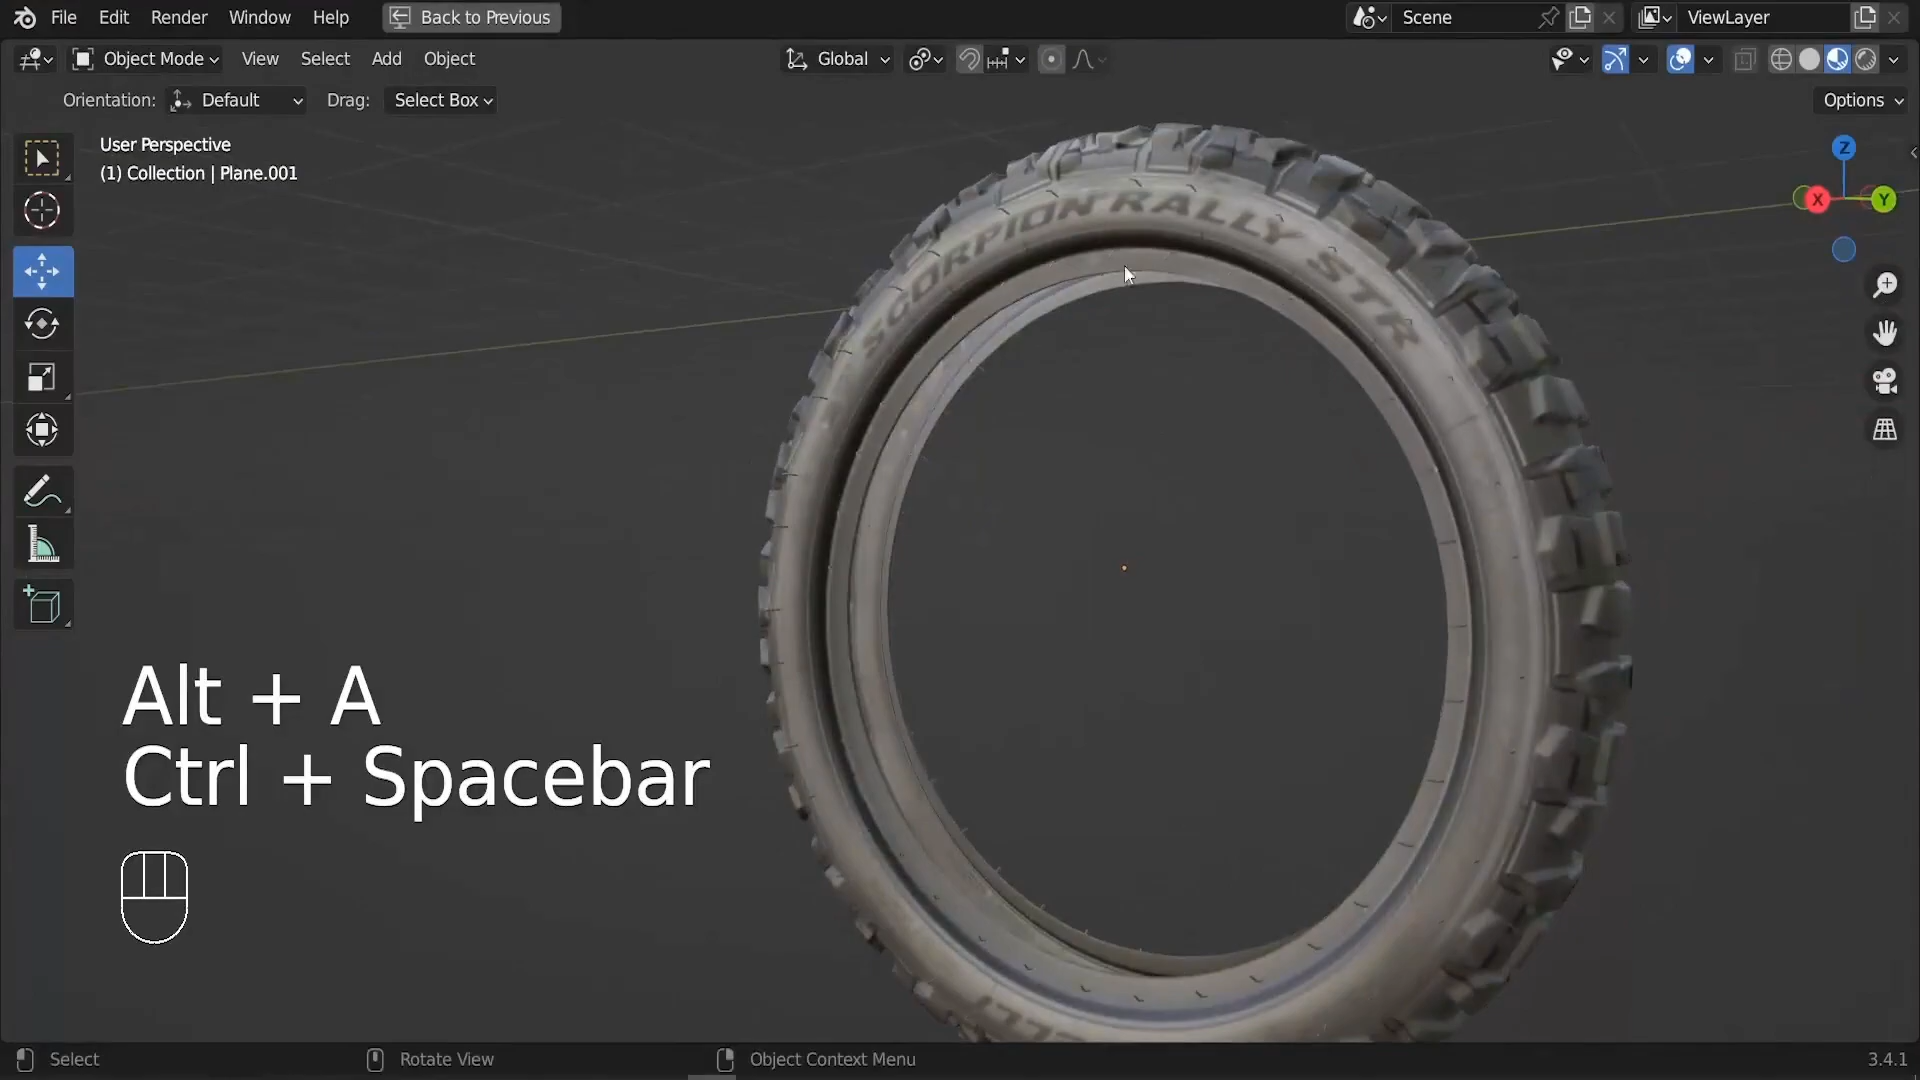 File Edit Render Window Help Back to Previous Scene ViewLayer
Object Mode View Select Add Object Global
Orientation: Default Drag: Select Box Options
User Perspective
(1) Collection | Plane.001
Z
X
Y
SCORPION RALLY STR
Alt + A
Ctrl + Spacebar
Select Rotate View Object Context Menu 3.4.1